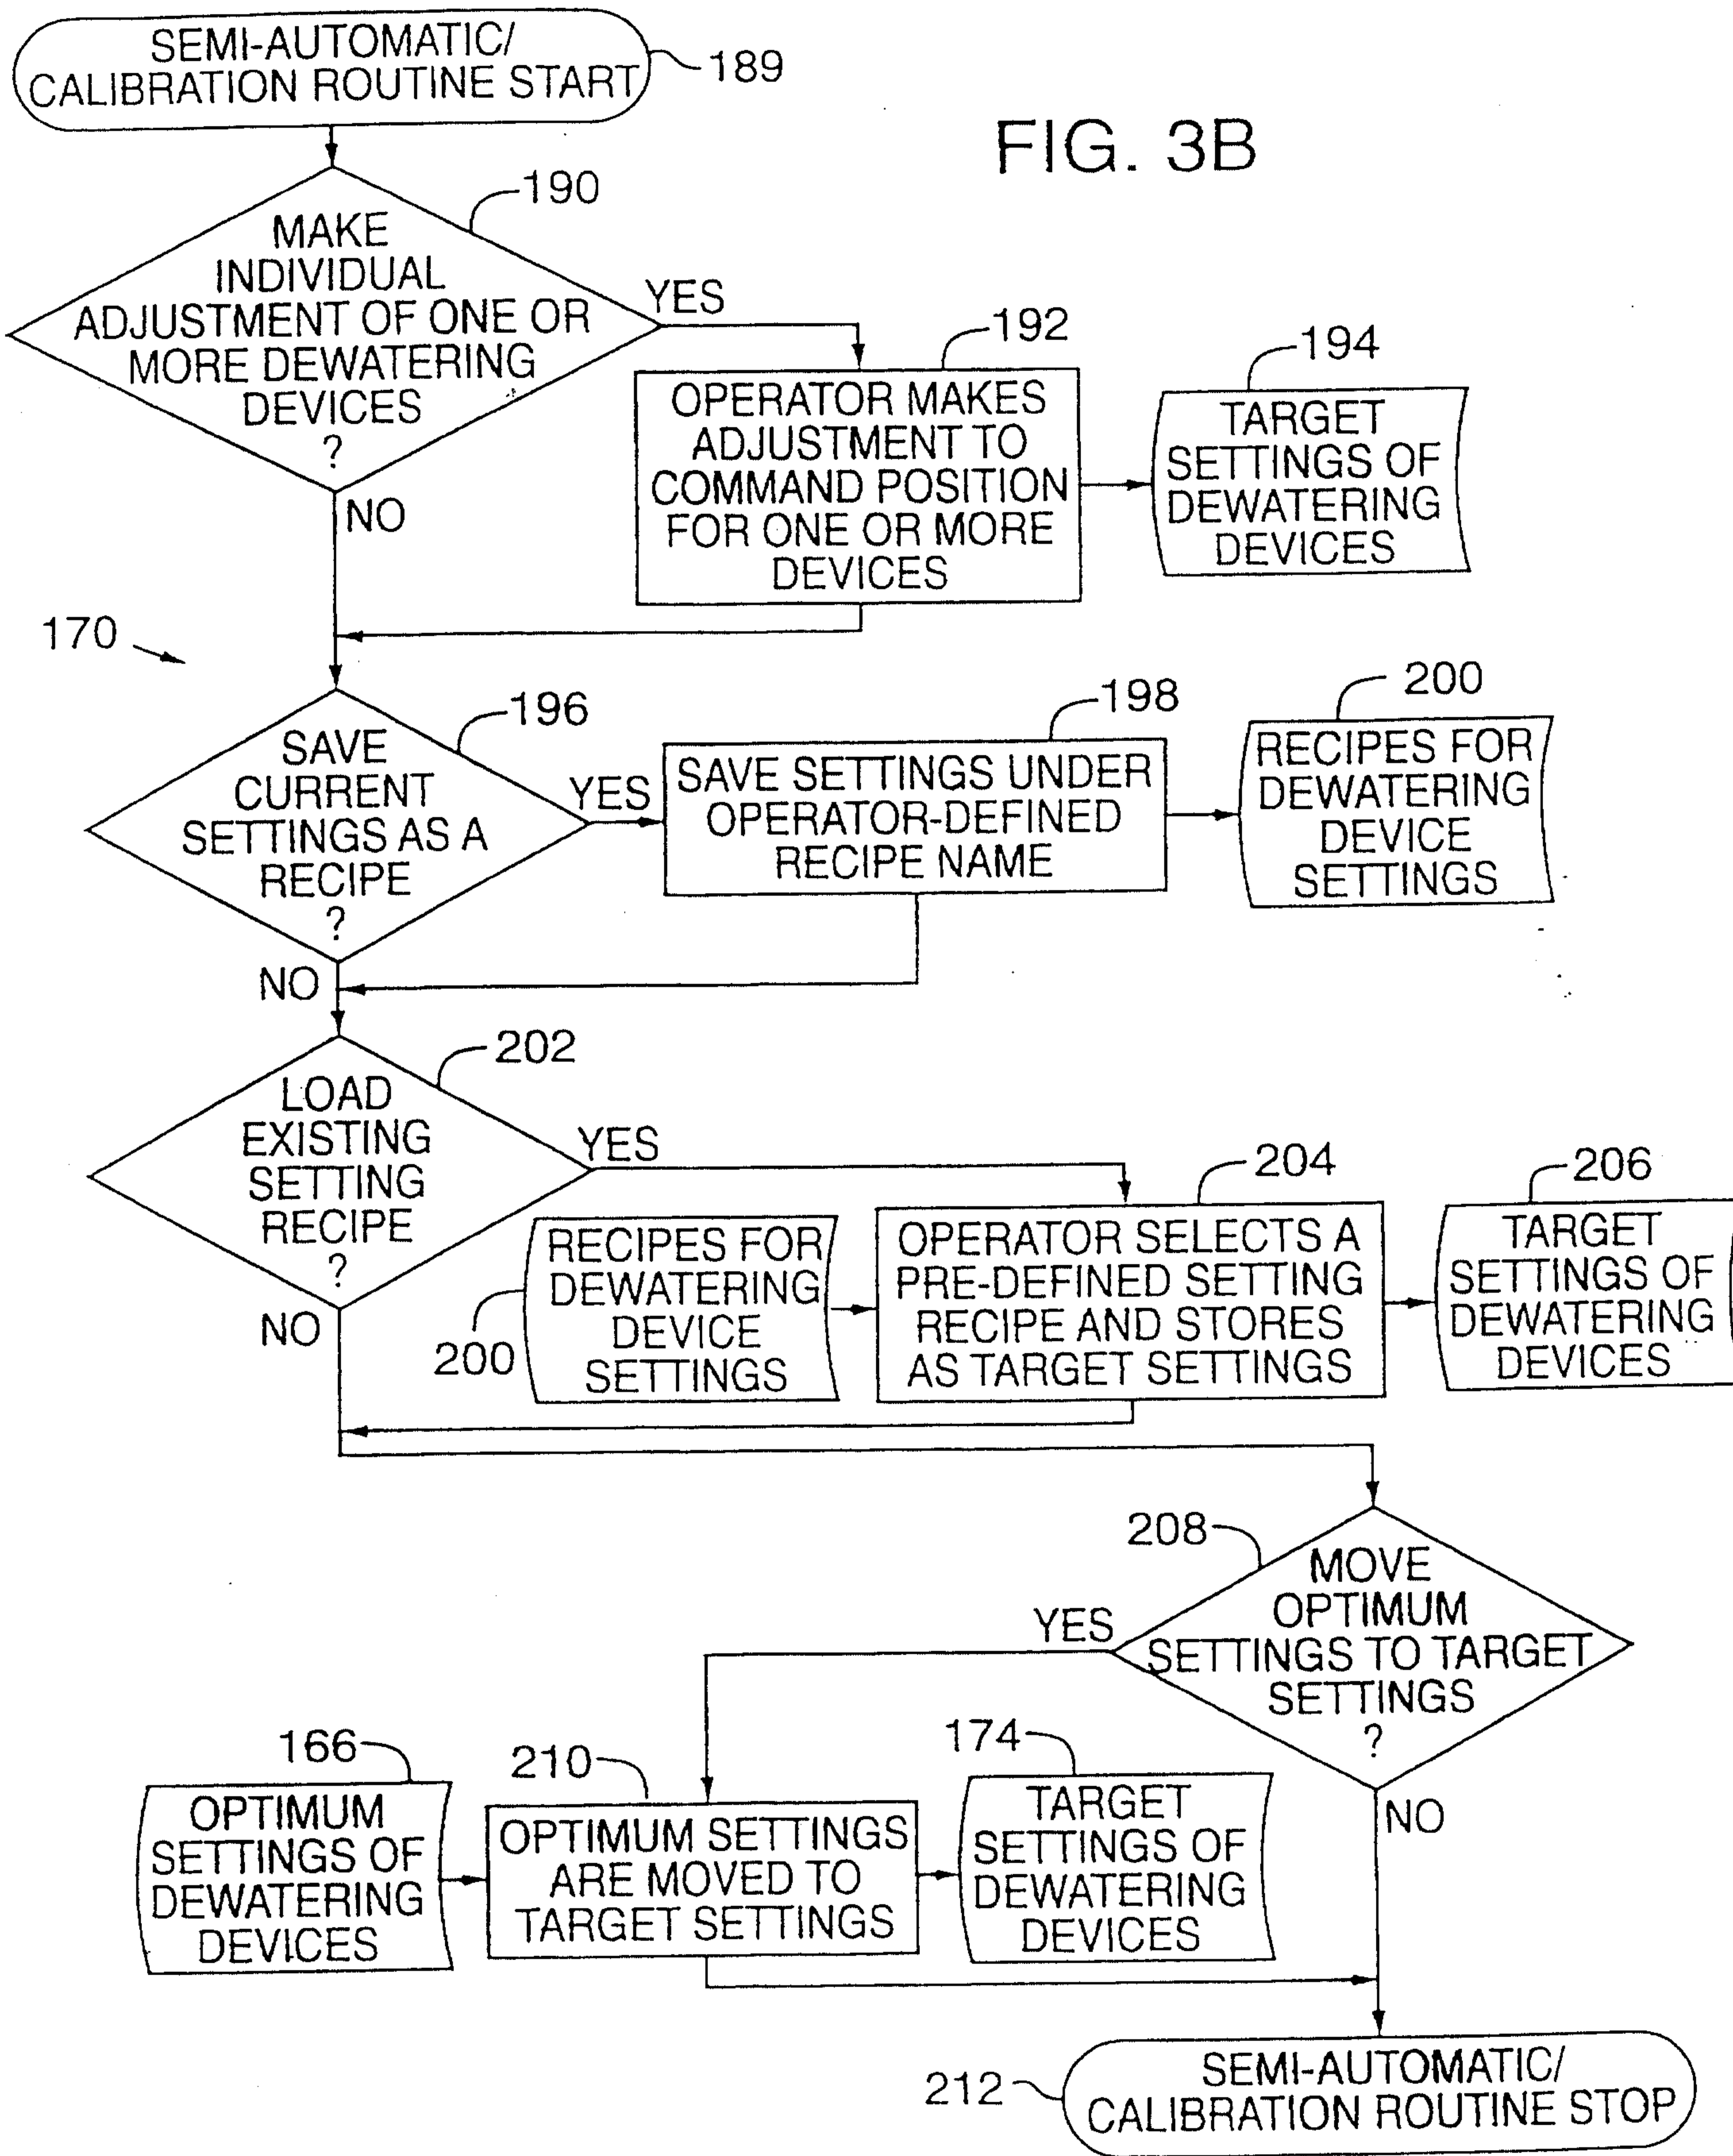 SEMI-AUTOMATIC/
CALIBRATION ROUTINE START
189
FIG. 3B
190
MAKE
INDIVIDUAL
ADJUSTMENT OF ONE OR
MORE DEWATERING
DEVICES
?
YES
NO
192
OPERATOR MAKES
ADJUSTMENT TO
COMMAND POSITION
FOR ONE OR MORE
DEVICES
194
TARGET
SETTINGS OF
DEWATERING
DEVICES
170
196
SAVE
CURRENT
SETTINGS AS A
RECIPE
?
YES
NO
198
SAVE SETTINGS UNDER
OPERATOR-DEFINED
RECIPE NAME
200
RECIPES FOR
DEWATERING
DEVICE
SETTINGS
202
LOAD
EXISTING
SETTING
RECIPE
?
YES
NO
200
RECIPES FOR
DEWATERING
DEVICE
SETTINGS
204
OPERATOR SELECTS A
PRE-DEFINED SETTING
RECIPE AND STORES
AS TARGET SETTINGS
206
TARGET
SETTINGS OF
DEWATERING
DEVICES
208
MOVE
OPTIMUM
SETTINGS TO TARGET
SETTINGS
?
YES
NO
166
OPTIMUM
SETTINGS OF
DEWATERING
DEVICES
210
OPTIMUM SETTINGS
ARE MOVED TO
TARGET SETTINGS
174
TARGET
SETTINGS OF
DEWATERING
DEVICES
212
SEMI-AUTOMATIC/
CALIBRATION ROUTINE STOP